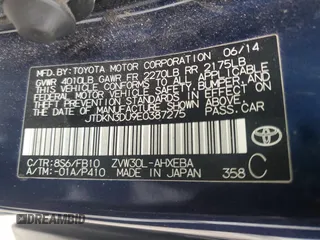 MFD. BY: TOYOTA MOTOR CORPORATION 06/14
GVWR 4010LB GAWR FR 2270LB RR 2175LB
THIS VEHICLE CONFORMS TO ALL APPLICABLE
FEDERAL MOTOR VEHICLE SAFETY, BUMPER, AND
THEFT PREVENTION STANDARDS IN EFFECT ON
THE DATE OF MANUFACTURE SHOWN ABOVE.
JTDKN3D09E0387275 PASS.CAR
C/TR: 8S6/FB10 ZVW30L-AHXEBA
A/TM: -01A/P410 MADE IN JAPAN 358 C
TOYOTA